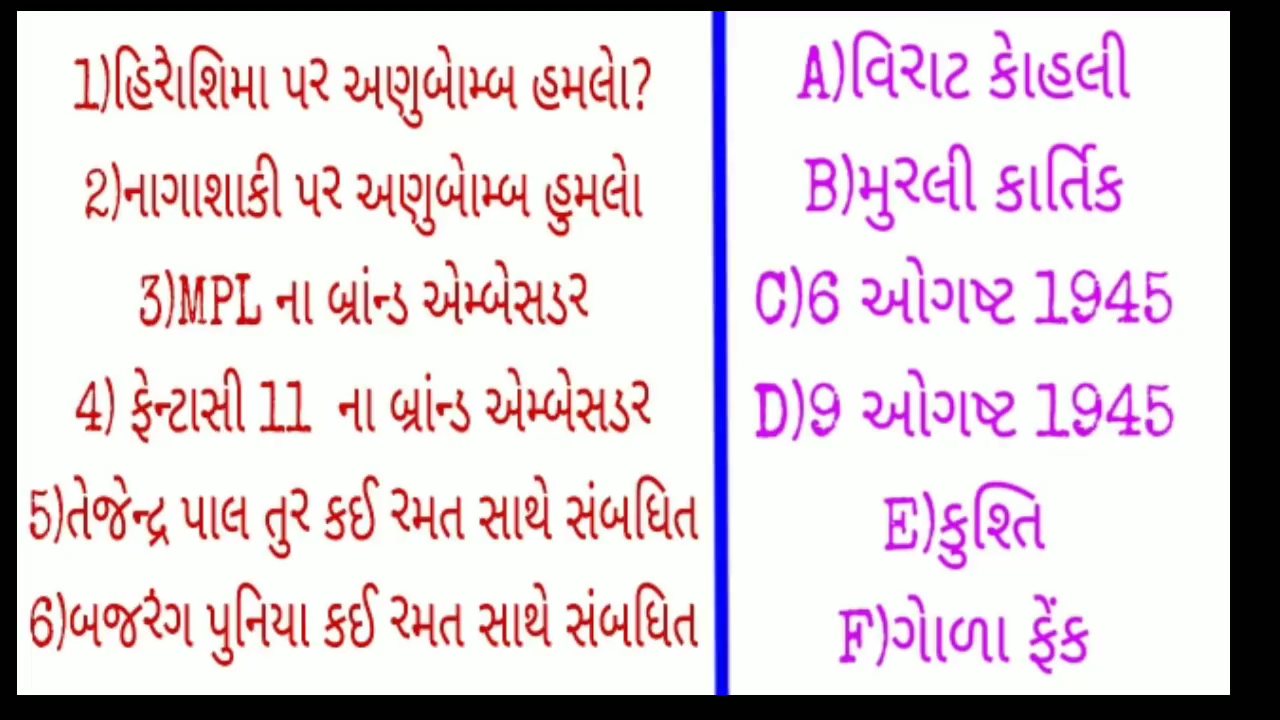 1)હિરોશિમા પર અણુબોમ્બ હમલો?
2)નાગાશાકી પર અણુબોમ્બ હુમલો
3)MPL ના બ્રાંન્ડ એમ્બેસડર
4) ફેન્ટાસી 11 ના બ્રાંન્ડ એમ્બેસડર
5)તેજેન્દ્ર પાલ તુર કઈ રમત સાથે સંબધિત
6)બજરંગ પુનિયા કઈ રમત સાથે સંબધિત
A)વિરાટ કોહલી
B)મુરલી કાર્તિક
C)6 ઓગષ્ટ 1945
D)9 ઓગષ્ટ 1945
E)કુશ્તિ
F)ગોળા ફેંક